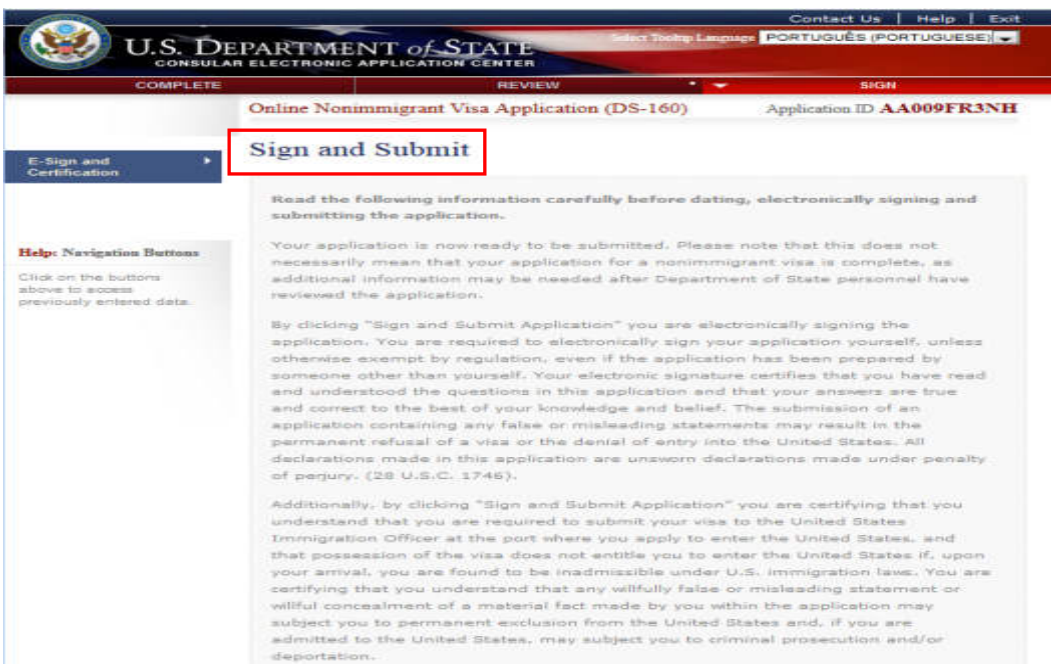 Contact Us | Help | Exit
Select Tooltip Language PORTUGUÊS (PORTUGUESE)
U.S. DEPARTMENT of STATE
CONSULAR ELECTRONIC APPLICATION CENTER
COMPLETE REVIEW SIGN
Online Nonimmigrant Visa Application (DS-160) Application ID AA009FR3NH
Sign and Submit
E-Sign and
Certification
Read the following information carefully before dating, electronically signing and
submitting the application.
Help: Navigation Buttons
Click on the buttons
above to access
previously entered data.
Your application is now ready to be submitted. Please note that this does not
necessarily mean that your application for a nonimmigrant visa is complete, as
additional information may be needed after Department of State personnel have
reviewed the application.
By clicking "Sign and Submit Application" you are electronically signing the
application. You are required to electronically sign your application yourself, unless
otherwise exempt by regulation, even if the application has been prepared by
someone other than yourself. Your electronic signature certifies that you have read
and understood the questions in this application and that your answers are true
and correct to the best of your knowledge and belief. The submission of an
application containing any false or misleading statements may result in the
permanent refusal of a visa or the denial of entry into the United States. All
declarations made in this application are unsworn declarations made under penalty
of perjury. (28 U.S.C. 1746).
Additionally, by clicking "Sign and Submit Application" you are certifying that you
understand that you are required to submit your visa to the United States
Immigration Officer at the port where you apply to enter the United States, and
that possession of the visa does not entitle you to enter the United States if, upon
your arrival, you are found to be inadmissible under U.S. immigration laws. You are
certifying that you understand that any willfully false or misleading statement or
willful concealment of a material fact made by you within the application may
subject you to permanent exclusion from the United States and, if you are
admitted to the United States, may subject you to criminal prosecution and/or
deportation.